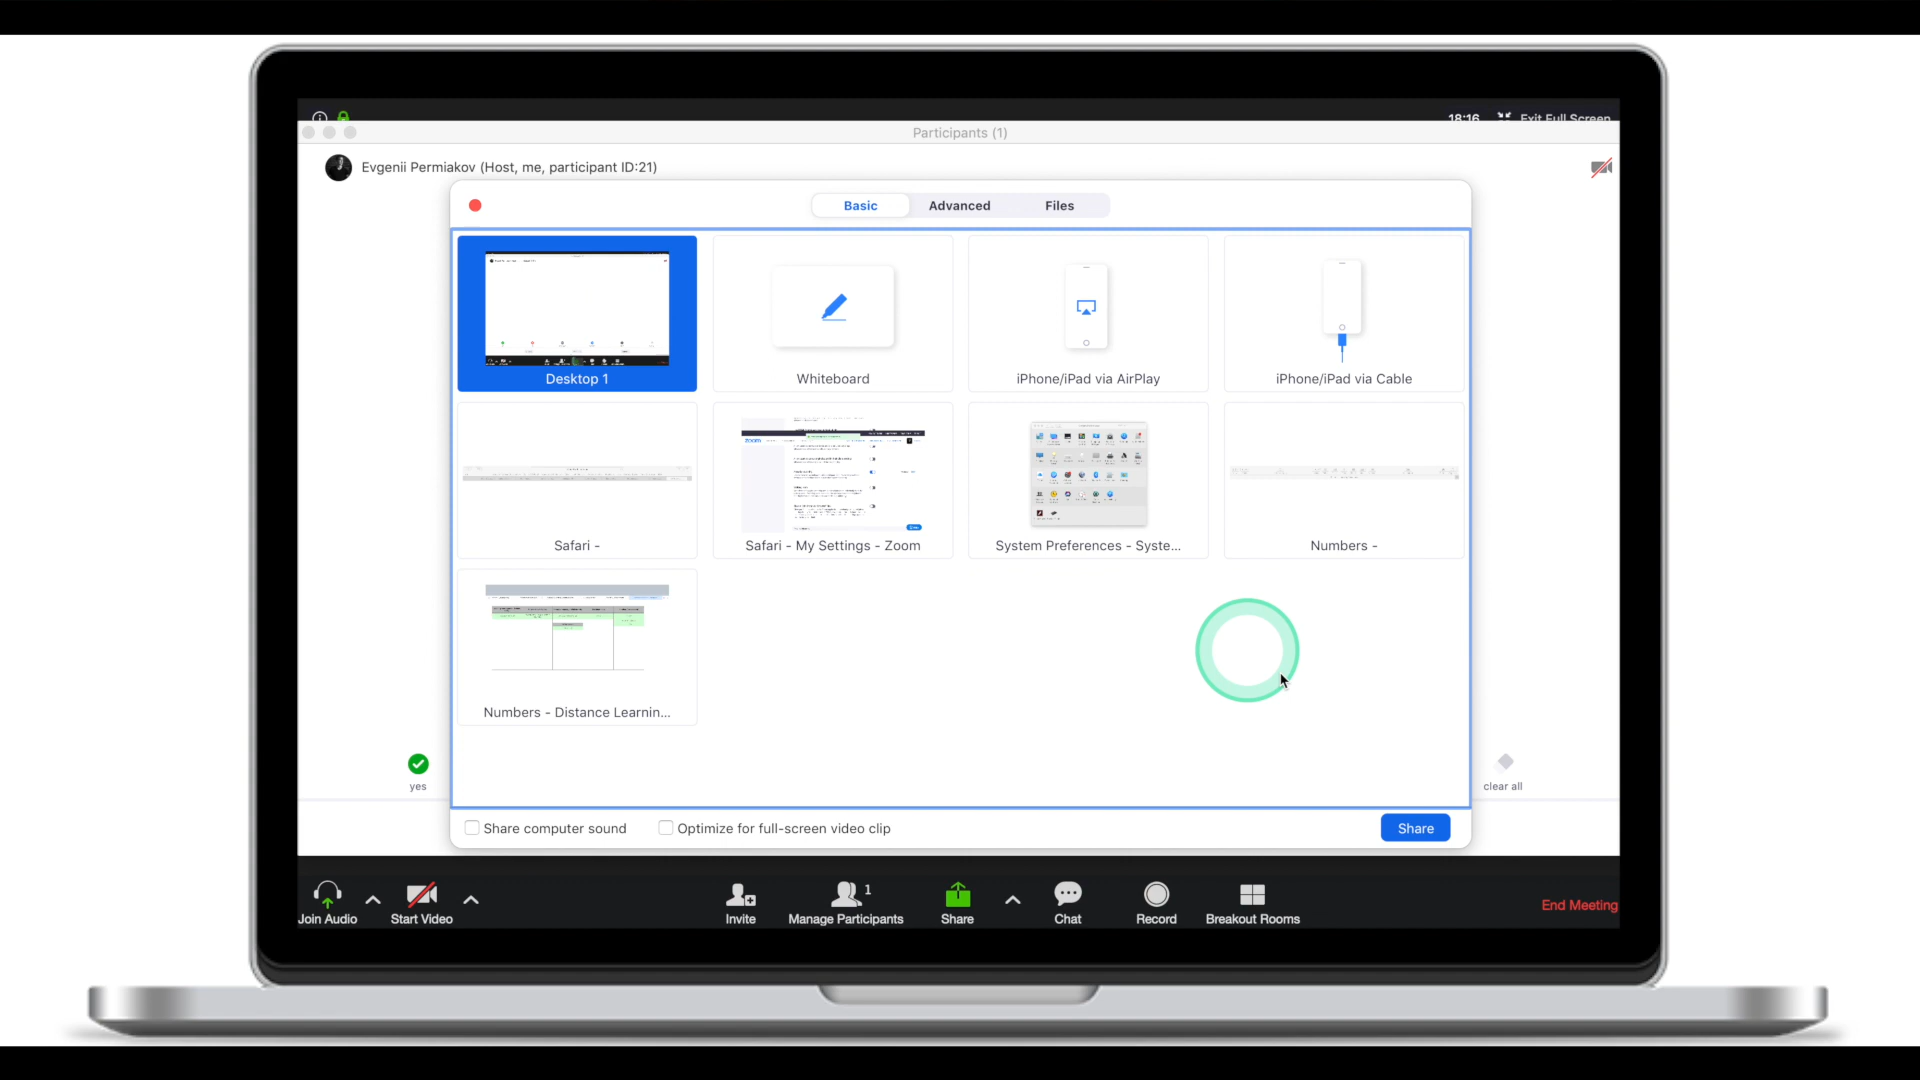 18:16 Exit Full Screen
Participants (1)
Evgenii Permiakov (Host, me, participant ID:21)
Basic Advanced Files
Desktop 1 Whiteboard iPhone/iPad via AirPlay iPhone/iPad via Cable
zoom
Safari - Safari - My Settings - Zoom System Preferences - Syste... Numbers -
Numbers - Distance Learnin...
yes clear all
Share computer sound Optimize for full-screen video clip Share
1
Join Audio Start Video Invite Manage Participants Share Chat Record Breakout Rooms End Meeting